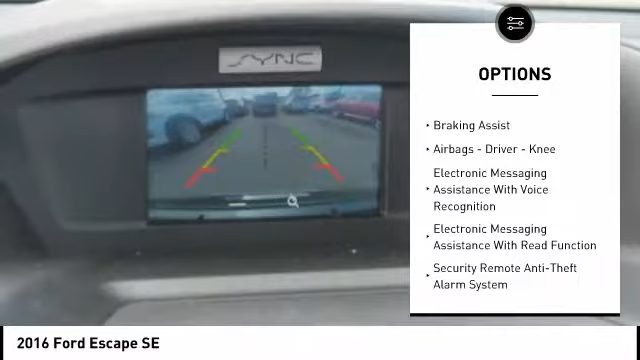 SYNC
OPTIONS
Braking Assist
Airbags - Driver - Knee
Electronic Messaging
Assistance With Voice
Recognition
Electronic Messaging
Assistance With Read Function
Security Remote Anti-Theft
Alarm System
2016 Ford Escape SE